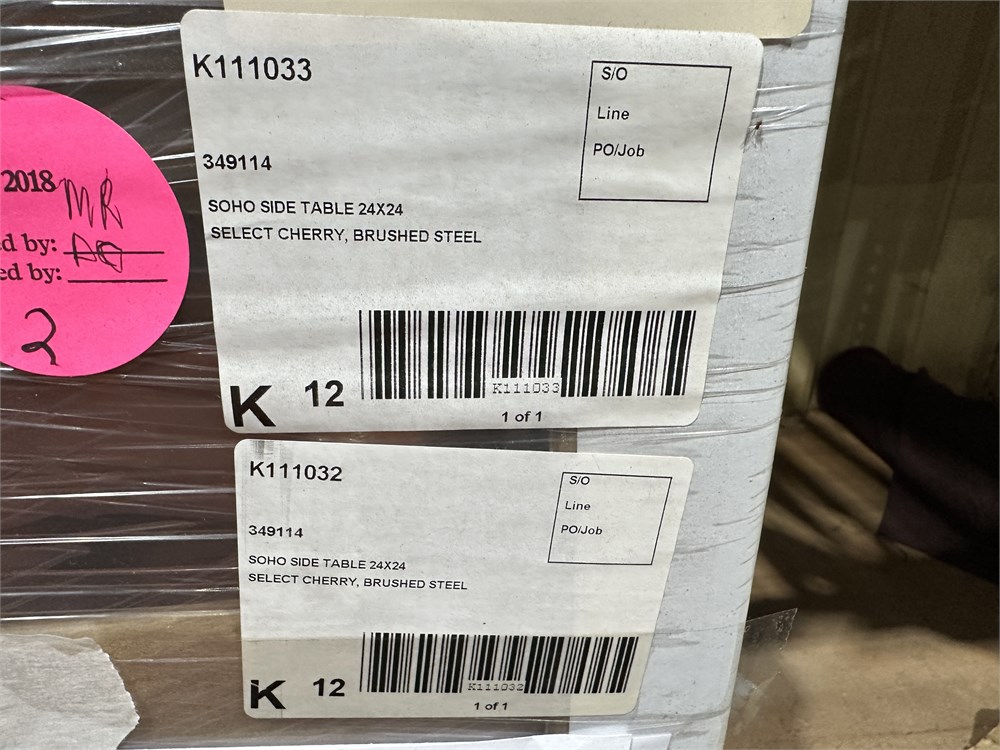 K111033
S/O
Line
PO/Job
349114
SOHO SIDE TABLE 24X24
SELECT CHERRY, BRUSHED STEEL
K 12
K111033
1 of 1
2018
MR
d by:
ed by:
2
K111032
S/O
Line
PO/Job
349114
SOHO SIDE TABLE 24X24
SELECT CHERRY, BRUSHED STEEL
K 12
K111032
1 of 1